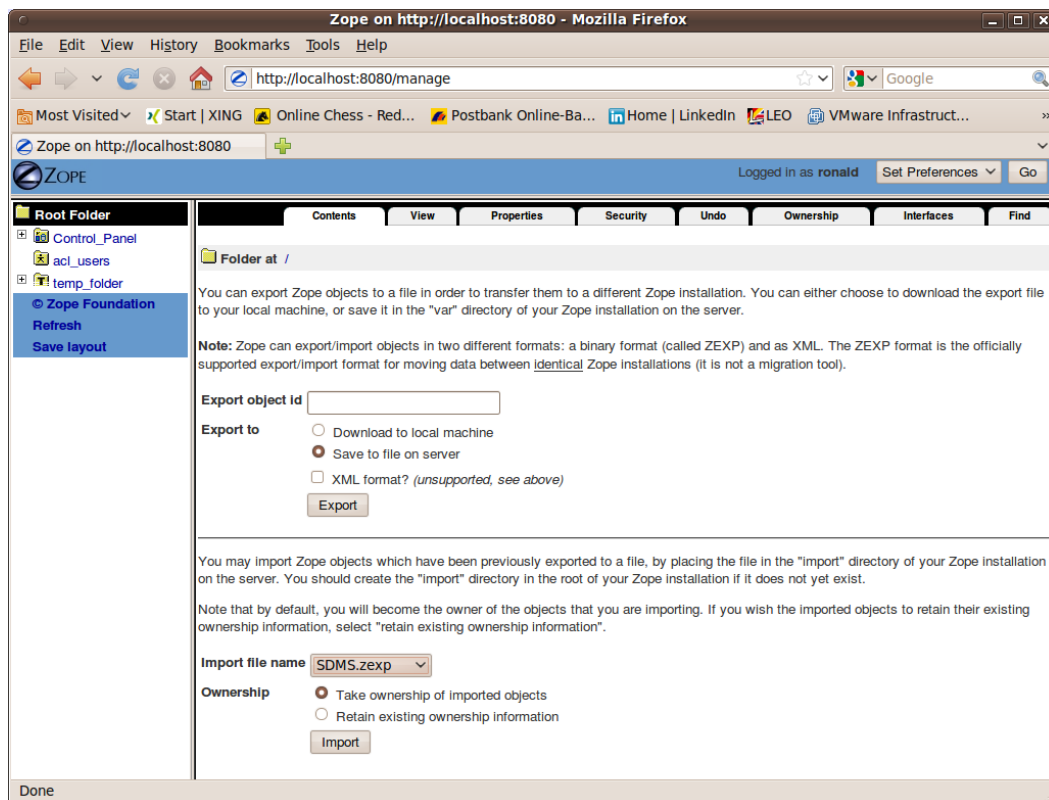 Zope on http://localhost:8080 - Mozilla Firefox
File Edit View History Bookmarks Tools Help
http://localhost:8080/manage Google
Most Visited Start | XING Online Chess - Red... Postbank Online-Ba... Home | LinkedIn LEO VMware Infrastruct... »
Zope on http://localhost:8080
ZOPE Logged in as ronald Set Preferences Go
Root Folder
Control_Panel
acl_users
temp_folder
© Zope Foundation
Refresh
Save layout
Contents View Properties Security Undo Ownership Interfaces Find
Folder at /
You can export Zope objects to a file in order to transfer them to a different Zope installation. You can either choose to download the export file
to your local machine, or save it in the "var" directory of your Zope installation on the server.
Note: Zope can export/import objects in two different formats: a binary format (called ZEXP) and as XML. The ZEXP format is the officially
supported export/import format for moving data between identical Zope installations (it is not a migration tool).
Export object id
Export to Download to local machine
Save to file on server
XML format? (unsupported, see above)
Export
You may import Zope objects which have been previously exported to a file, by placing the file in the "import" directory of your Zope installation
on the server. You should create the "import" directory in the root of your Zope installation if it does not yet exist.
Note that by default, you will become the owner of the objects that you are importing. If you wish the imported objects to retain their existing
ownership information, select "retain existing ownership information".
Import file name SDMS.zexp
Ownership Take ownership of imported objects
Retain existing ownership information
Import
Done